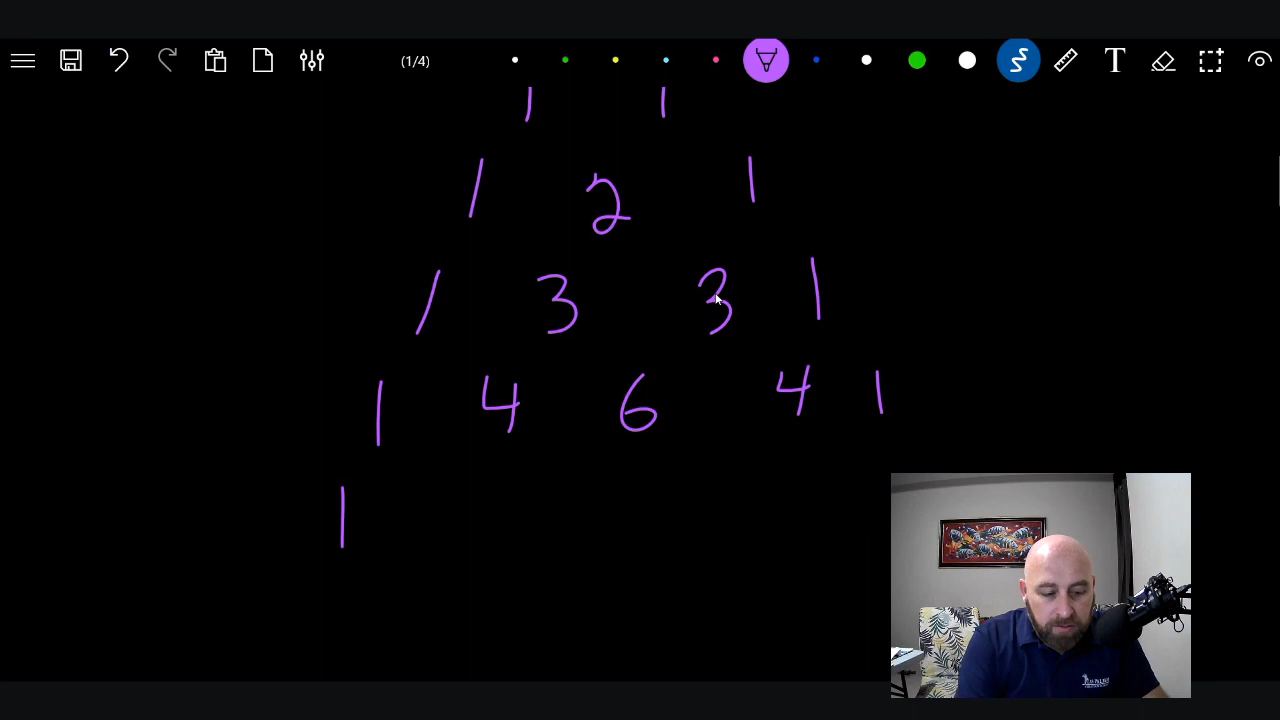 (1/4)
T
1 1
1 2 1
1 3 3 1
1 4 6 4 1
1